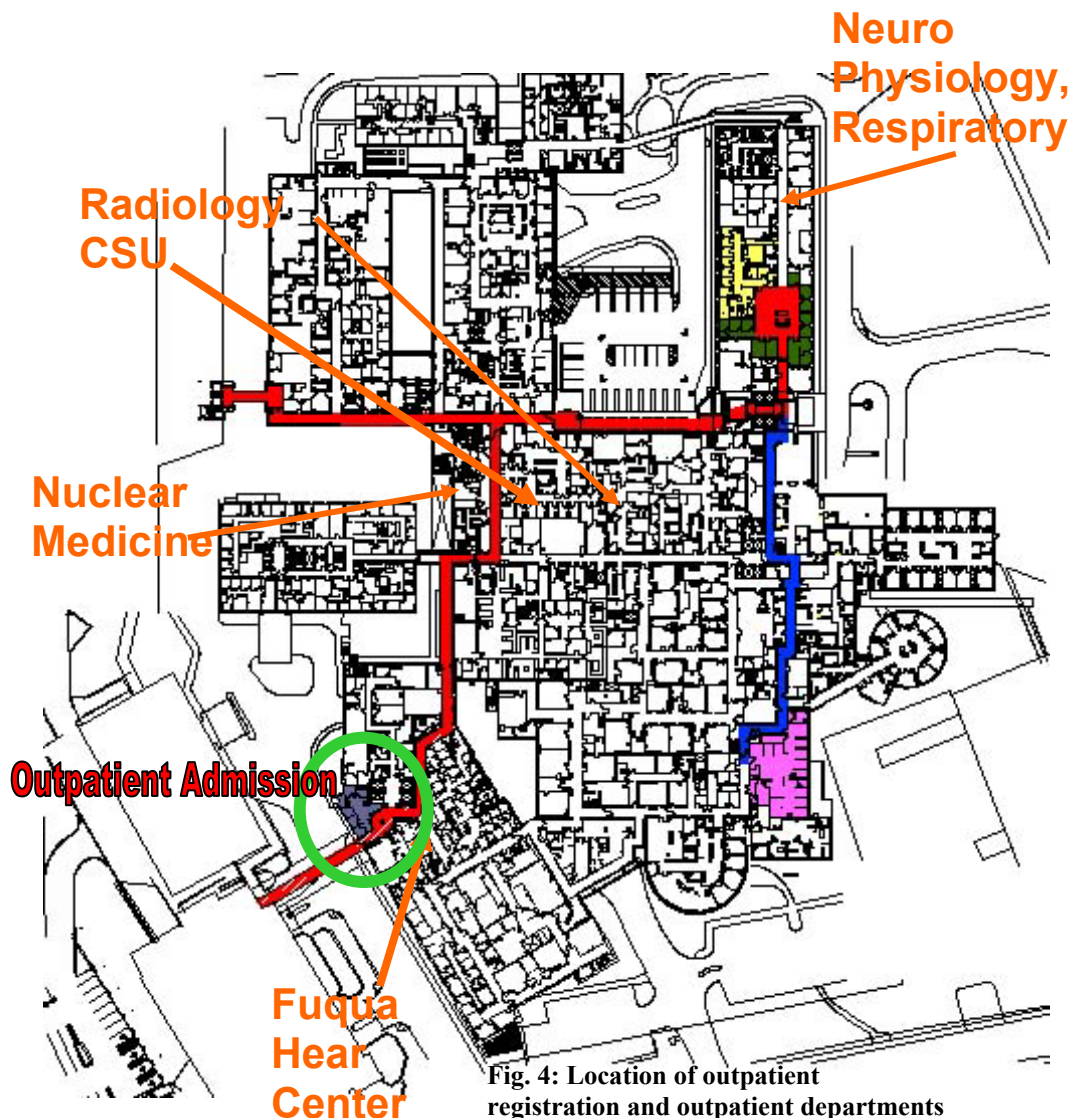 Neuro
Physiology,
Respiratory
Radiology
CSU
Nuclear
Medicine
Outpatient Admission
Fuqua
Hear
Center
Fig. 4: Location of outpatient
registration and outpatient departments